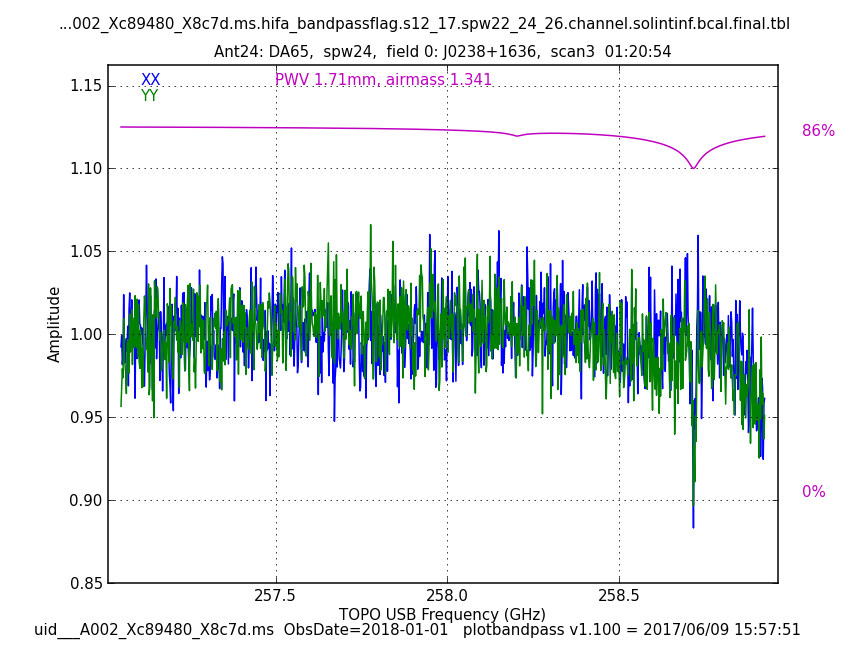 ...002_Xc89480_X8c7d.ms.hifa_bandpassflag.s12_17.spw22_24_26.channel.solintinf.bcal.final.tbl
Ant24: DA65,  spw24,  field 0: J0238+1636,  scan3  01:20:54
XX
PWV 1.71mm, airmass 1.341
YY
86%
0%
1.15
1.10
1.05
1.00
0.95
0.90
0.85
Amplitude
257.5
258.0
258.5
TOPO USB Frequency (GHz)
uid___A002_Xc89480_X8c7d.ms  ObsDate=2018-01-01   plotbandpass v1.100 = 2017/06/09 15:57:51